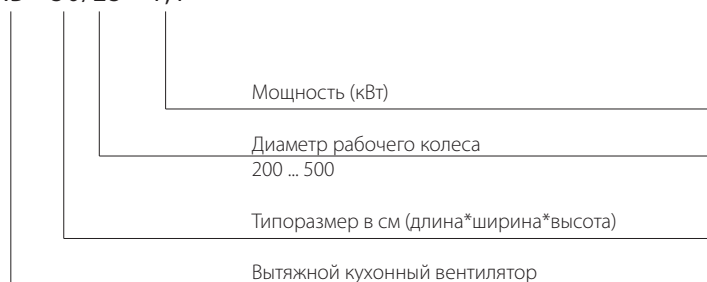 Мощность (кВт)
Диаметр рабочего колеса
200 ... 500
Типоразмер в см (длина*ширина*высота)
Вытяжной кухонный вентилятор